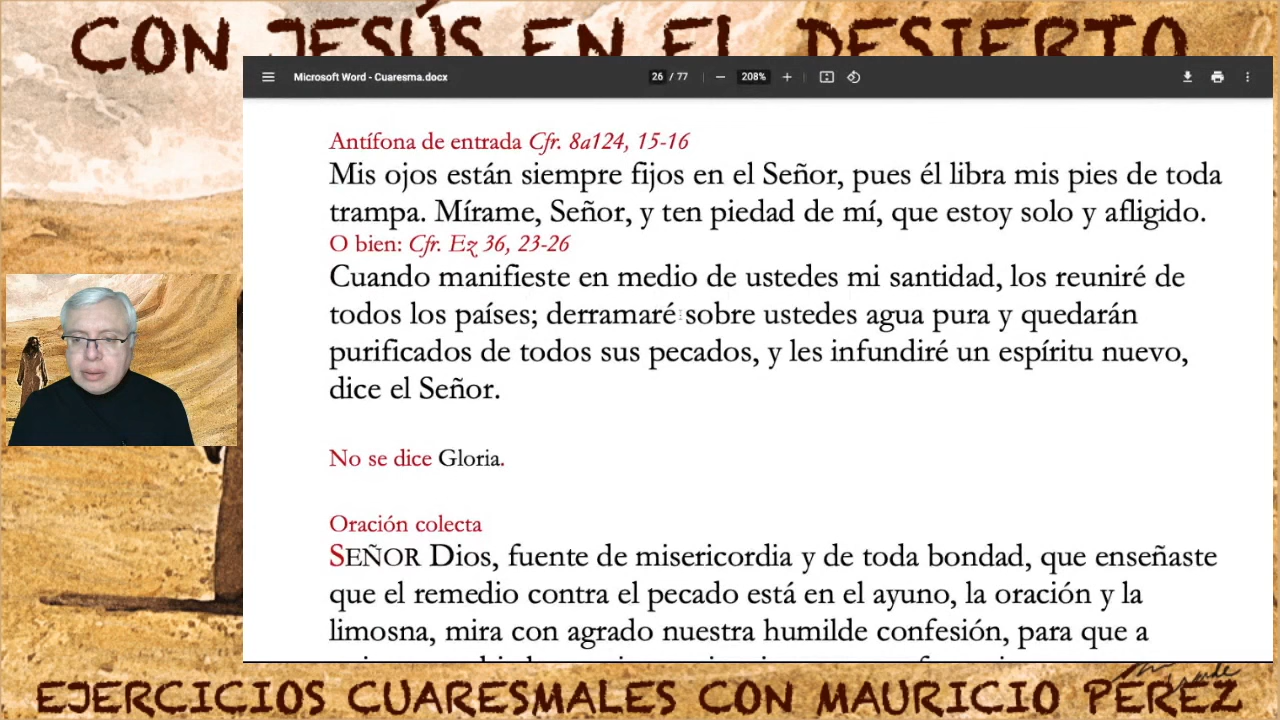 CON JESÚS EN EL DESIERTO
Microsoft Word - Cuaresma.docx
26 / 77
208%
Antífona de entrada Cfr. 8a124, 15-16
Mis ojos están siempre fijos en el Señor, pues él libra mis pies de toda
trampa. Mírame, Señor, y ten piedad de mí, que estoy solo y afligido.
O bien: Cfr. Ez 36, 23-26
Cuando manifieste en medio de ustedes mi santidad, los reuniré de
todos los países; derramaré sobre ustedes agua pura y quedarán
purificados de todos sus pecados, y les infundiré un espíritu nuevo,
dice el Señor.
No se dice Gloria.
Oración colecta
SEÑOR Dios, fuente de misericordia y de toda bondad, que enseñaste
que el remedio contra el pecado está en el ayuno, la oración y la
limosna, mira con agrado nuestra humilde confesión, para que a
EJERCICIOS CUARESMALES CON MAURICIO PÉREZ